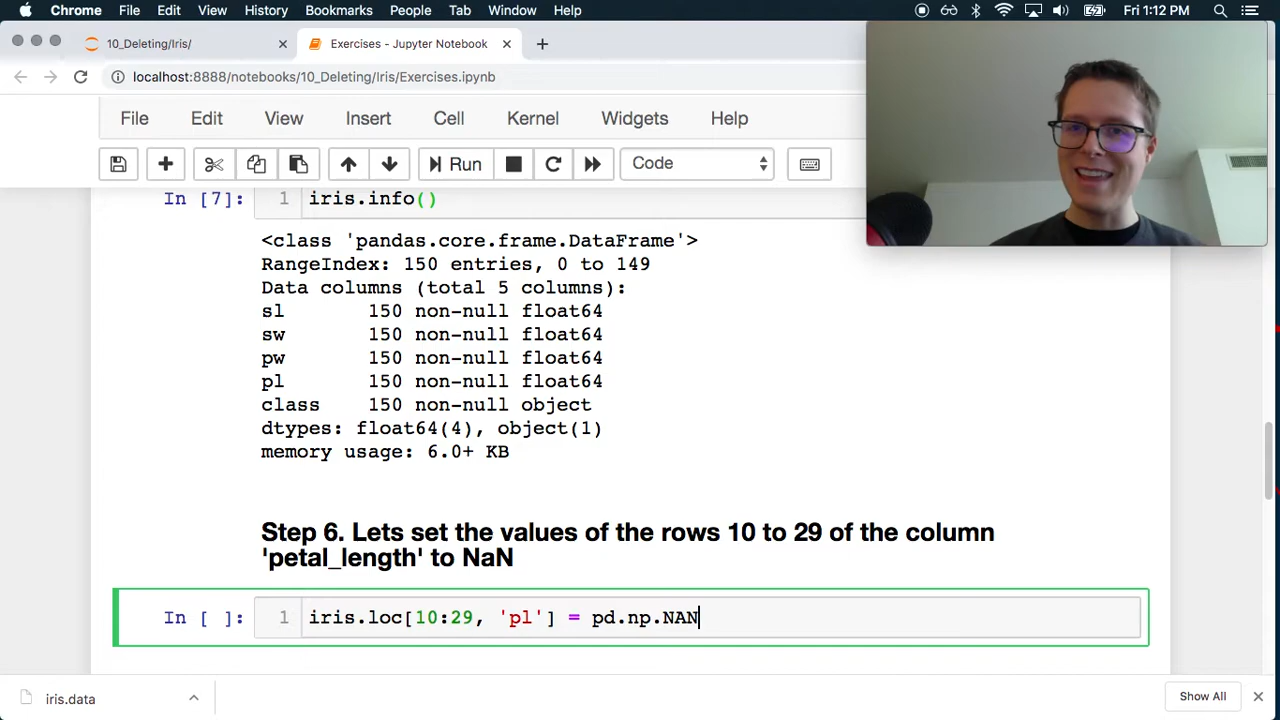 Chrome File Edit View History Bookmarks People Tab Window Help Fri 1:12 PM
10_Deleting/Iris/ Exercises - Jupyter Notebook
localhost:8888/notebooks/10_Deleting/Iris/Exercises.ipynb
File Edit View Insert Cell Kernel Widgets Help
Run Code
In [7]: 1 iris.info()
<class 'pandas.core.frame.DataFrame'>
RangeIndex: 150 entries, 0 to 149
Data columns (total 5 columns):
sl 150 non-null float64
sw 150 non-null float64
pw 150 non-null float64
pl 150 non-null float64
class 150 non-null object
dtypes: float64(4), object(1)
memory usage: 6.0+ KB
Step 6. Lets set the values of the rows 10 to 29 of the column
'petal_length' to NaN
In [ ]: 1 iris.loc[10:29, 'pl'] = pd.np.NAN
iris.data Show All